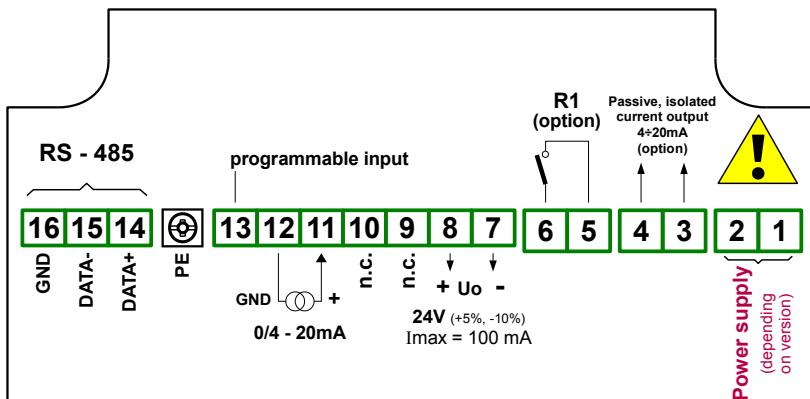 R1
(option)
Passive, isolated
current output
4÷20mA
(option)
RS - 485
programmable input
16 15 14 13 12 11 10 9 8 7 6 5 4 3 2 1
GND
DATA-
DATA+
PE
GND
+
0/4 - 20mA
n.c.
n.c.
+ Uo -
24V (+5%, -10%)
Imax = 100 mA
Power supply
(depending
on version)
!